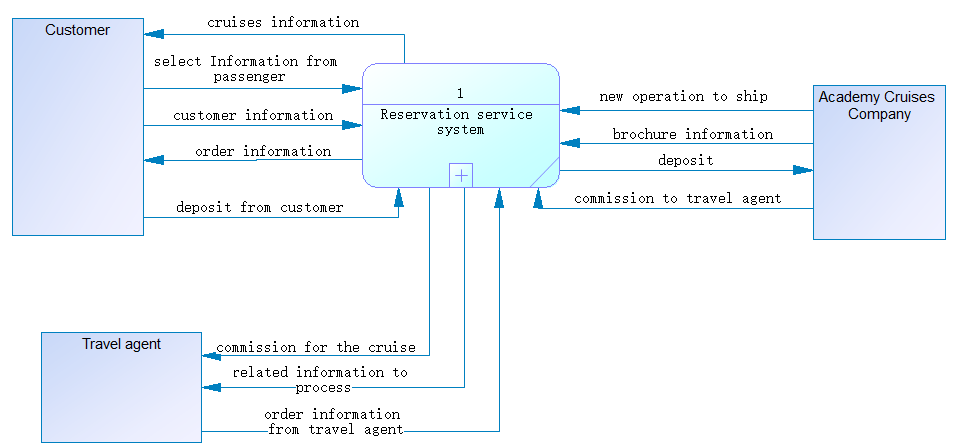 Customer
cruises information
select Information from
passenger
customer information
order information
deposit from customer
1
Reservation service
system
Academy Cruises
Company
new operation to ship
brochure information
deposit
commission to travel agent
Travel agent
commission for the cruise
related information to
process
order information
from travel agent